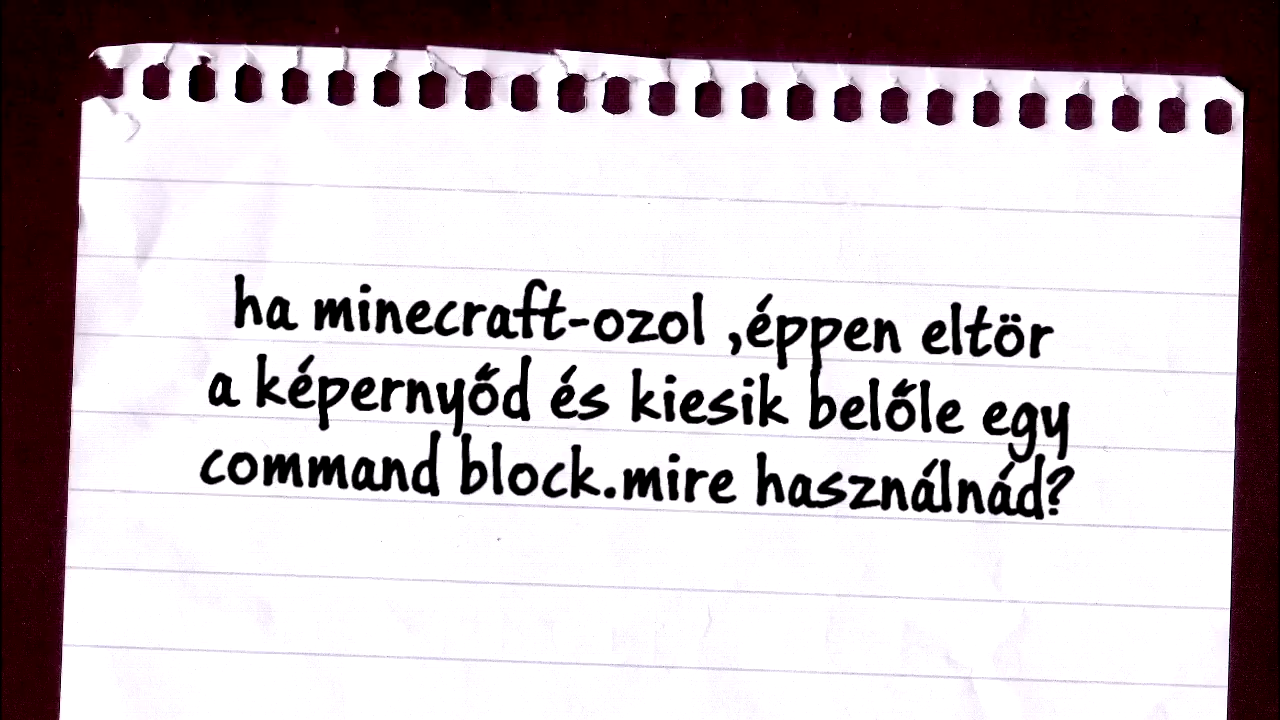 ha minecraft-ozol ,éppen eltör
a képernyőd és kiesik belőle egy
command block.mire használnád?